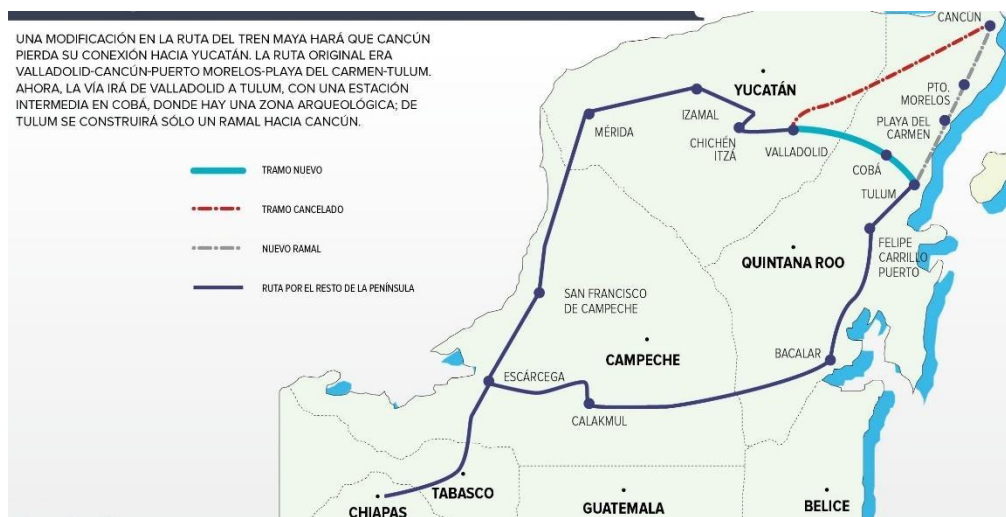 UNA MODIFICACIÓN EN LA RUTA DEL TREN MAYA HARÁ QUE CANCÚN
PIERDA SU CONEXIÓN HACIA YUCATÁN. LA RUTA ORIGINAL ERA
VALLADOLID-CANCÚN-PUERTO MORELOS-PLAYA DEL CARMEN-TULUM.
AHORA, LA VÍA IRÁ DE VALLADOLID A TULUM, CON UNA ESTACIÓN
INTERMEDIA EN COBÁ, DONDE HAY UNA ZONA ARQUEOLÓGICA; DE
TULUM SE CONSTRUIRÁ SÓLO UN RAMAL HACIA CANCÚN.
TRAMO NUEVO
TRAMO CANCELADO
NUEVO RAMAL
RUTA POR EL RESTO DE LA PENÍNSULA
CANCÚN
PTO.
MORELOS
PLAYA DEL
CARMEN
YUCATÁN
IZAMAL
MÉRIDA
CHICHÉN
ITZÁ
VALLADOLID
COBÁ
TULUM
FELIPE
CARRILLO
PUERTO
QUINTANA ROO
SAN FRANCISCO
DE CAMPECHE
CAMPECHE
BACALAR
ESCÁRCEGA
CALAKMUL
TABASCO
CHIAPAS
GUATEMALA
BELICE